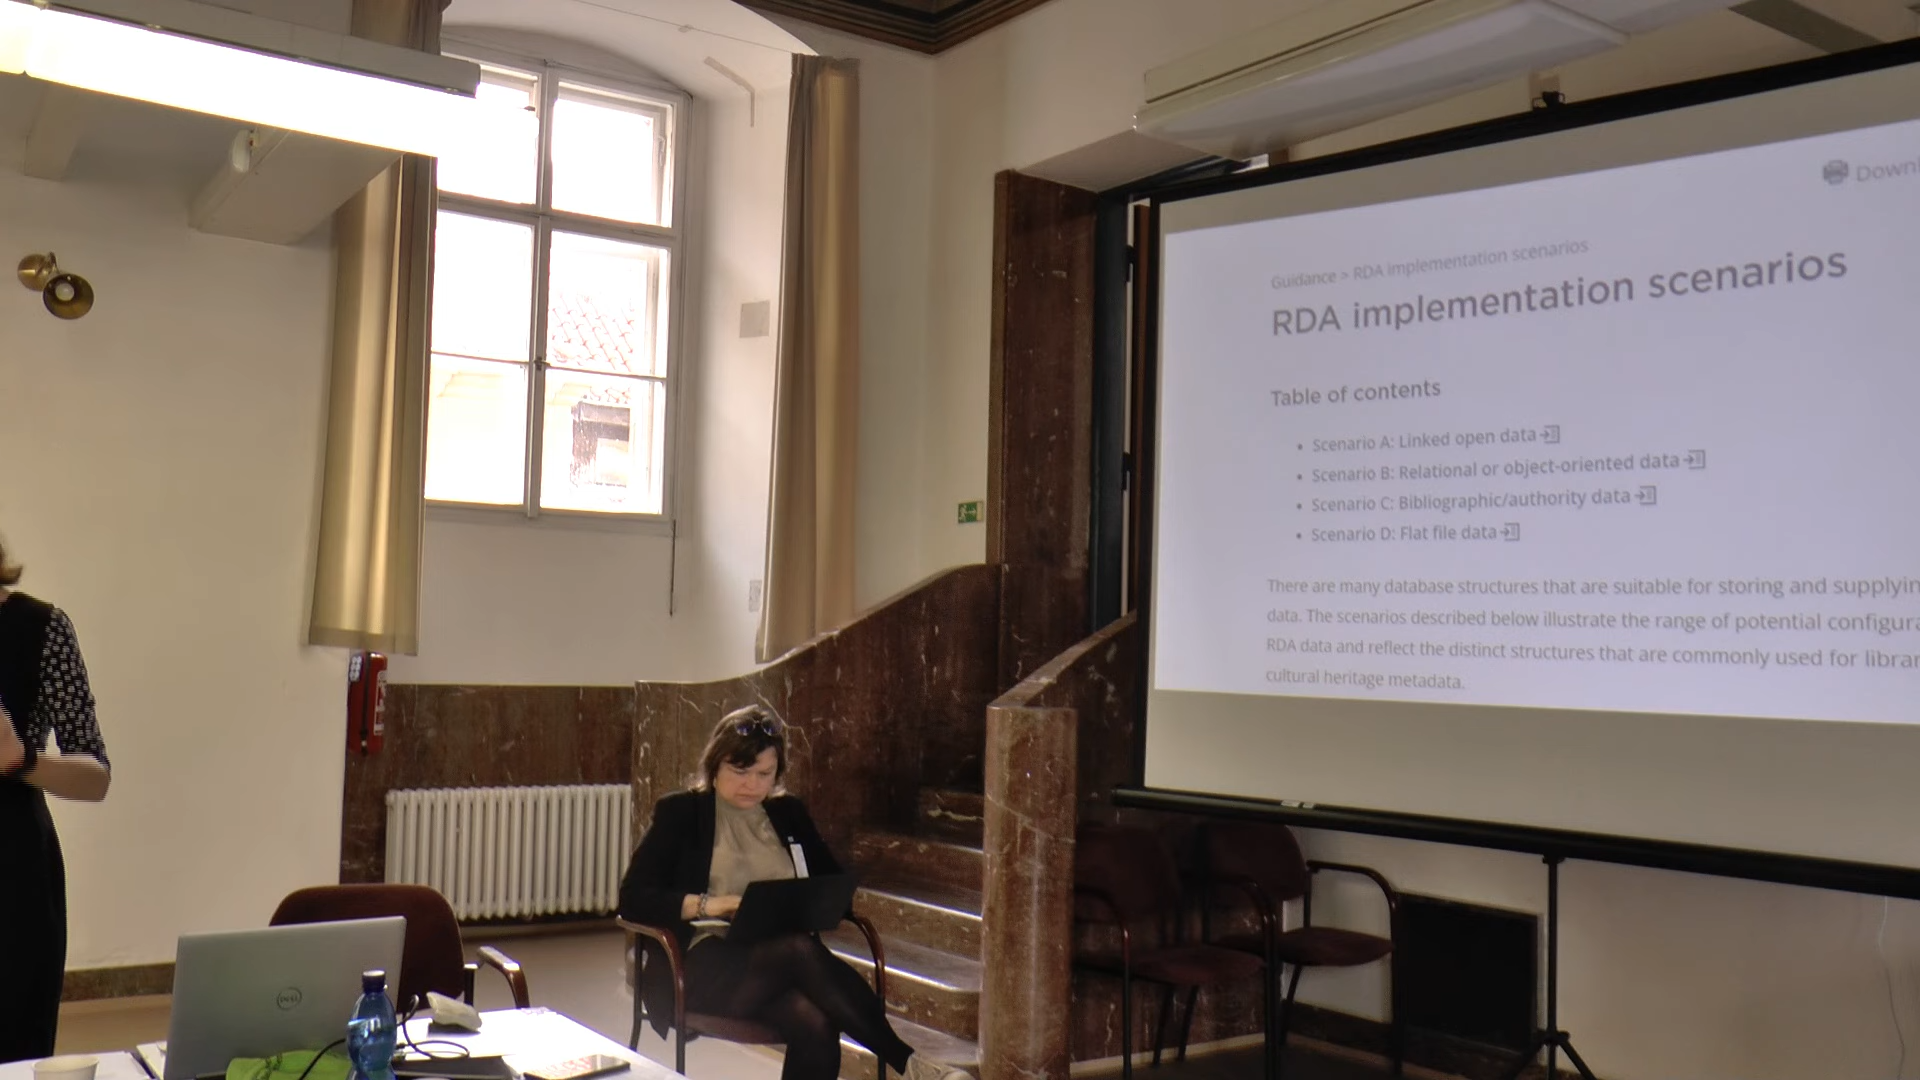 Guidance > RDA implementation scenarios
RDA implementation scenarios
Table of contents
• Scenario A: Linked open data
• Scenario B: Relational or object-oriented data
• Scenario C: Bibliographic/authority data
• Scenario D: Flat file data
There are many database structures that are suitable for storing and supplyin
data. The scenarios described below illustrate the range of potential configura
RDA data and reflect the distinct structures that are commonly used for librar
cultural heritage metadata.
Downl
DELL